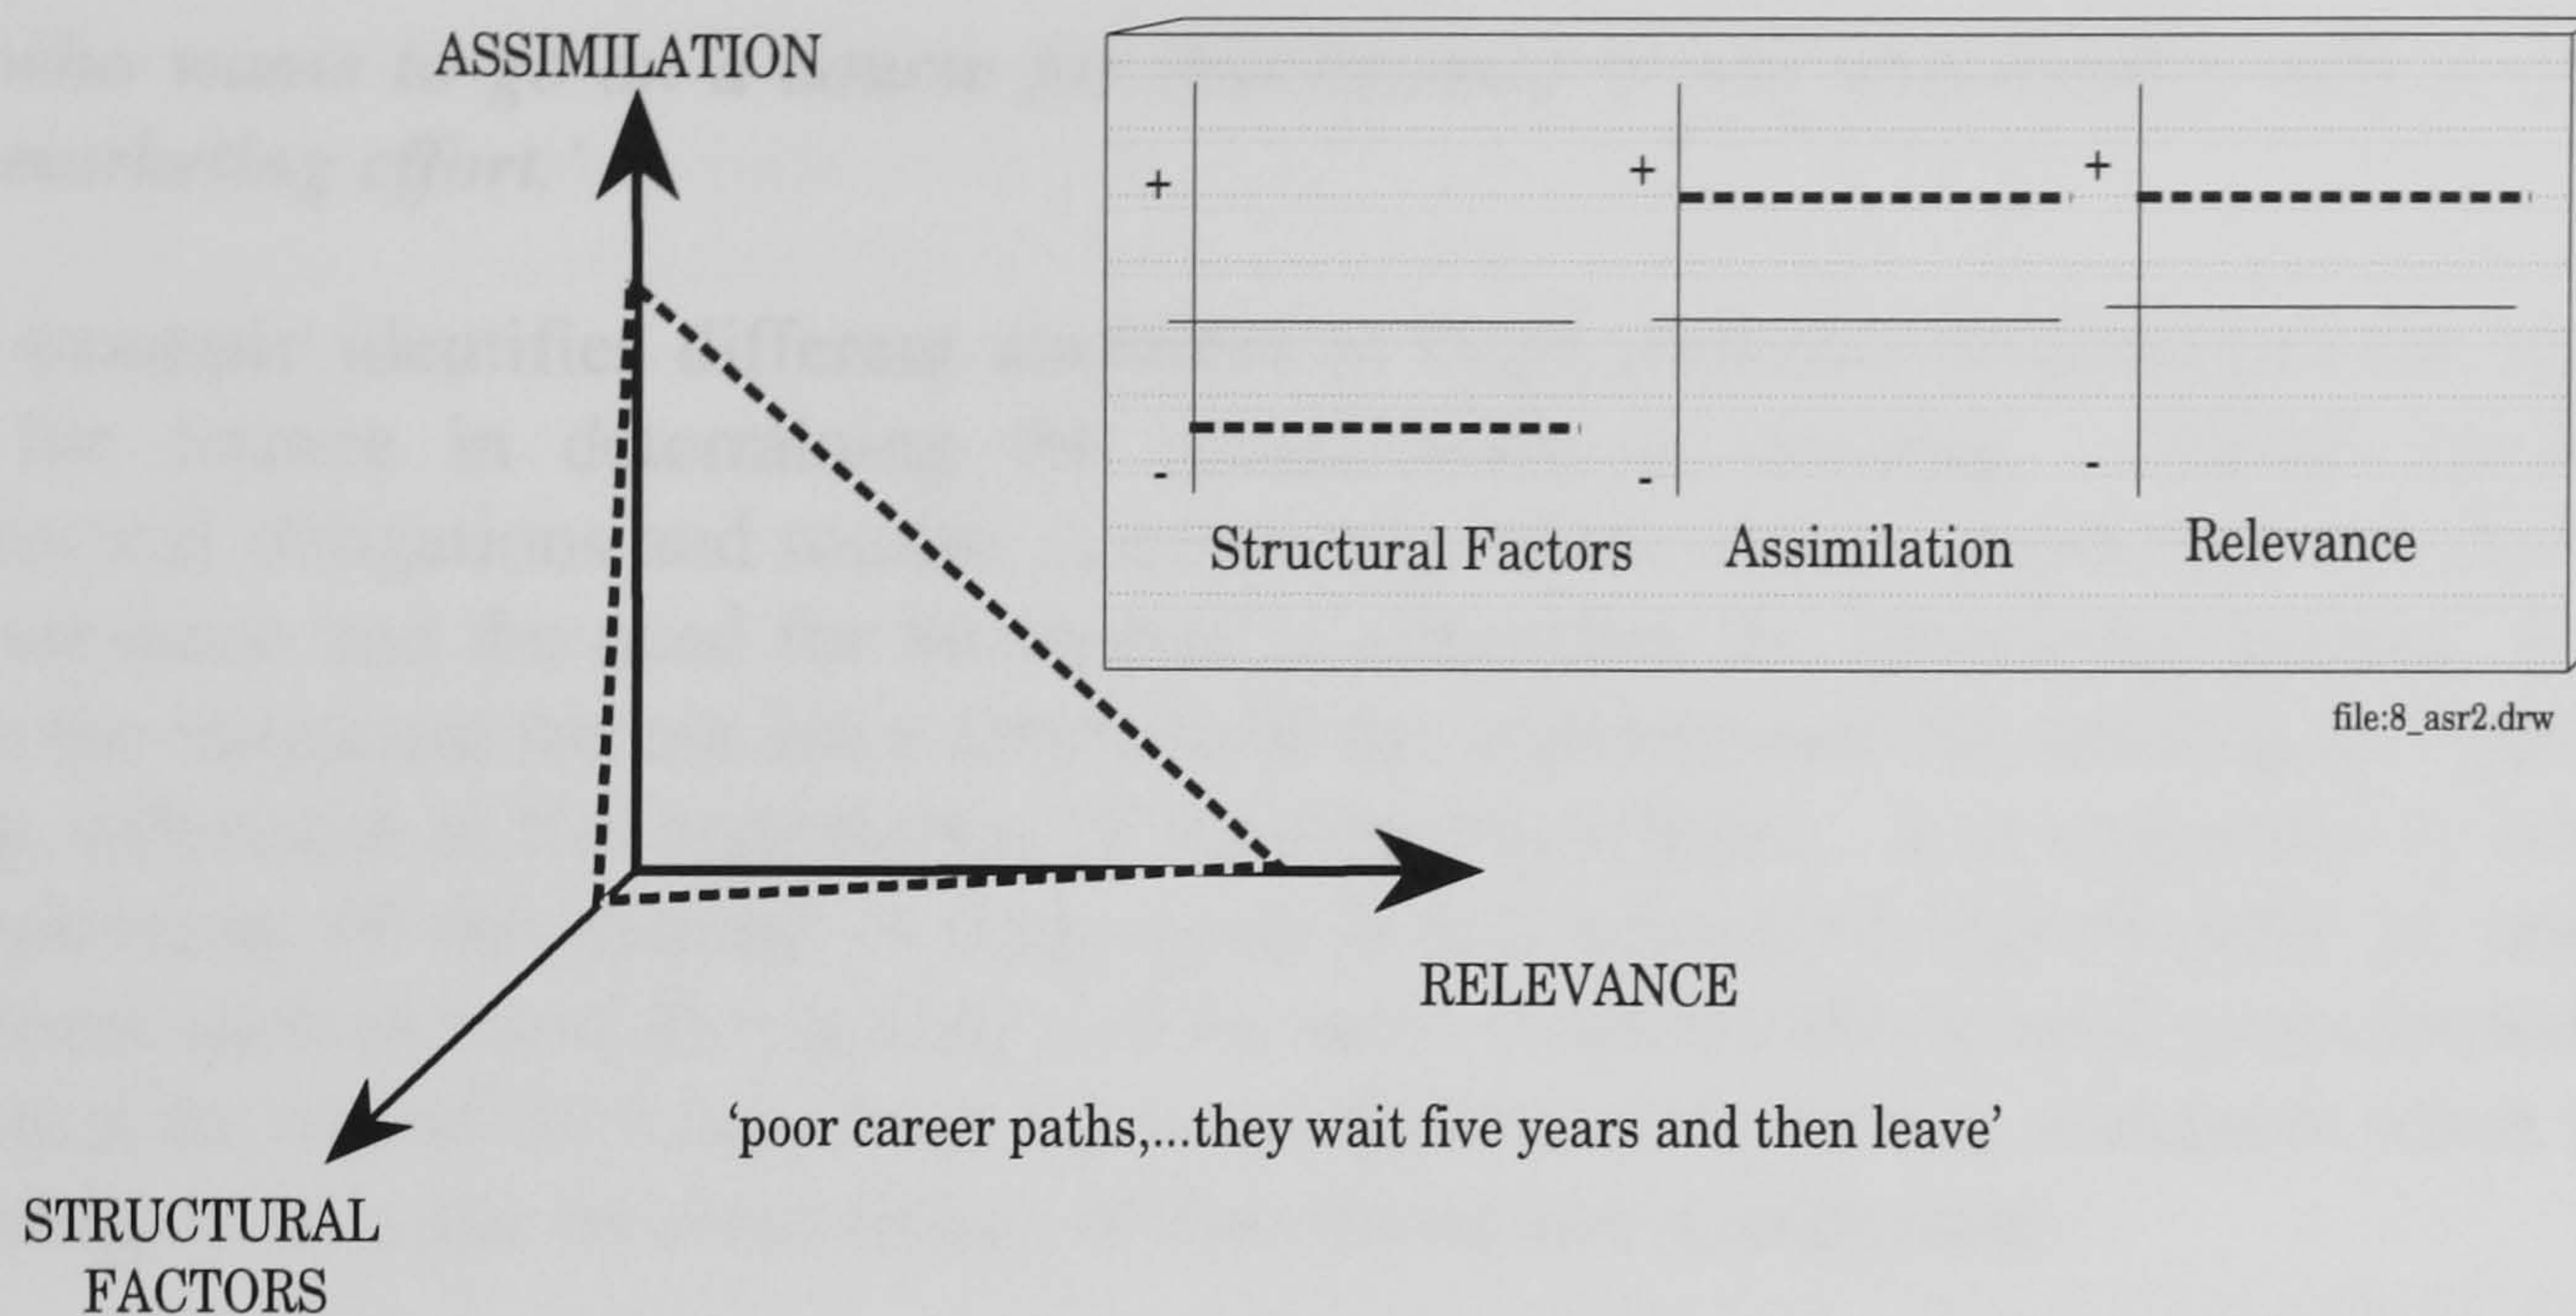 ASSIMILATION
+
-
Structural Factors
+
-
Assimilation
+
-
Relevance
file:8_asr2.drw
RELEVANCE
'poor career paths,...they wait five years and then leave'
STRUCTURAL
FACTORS